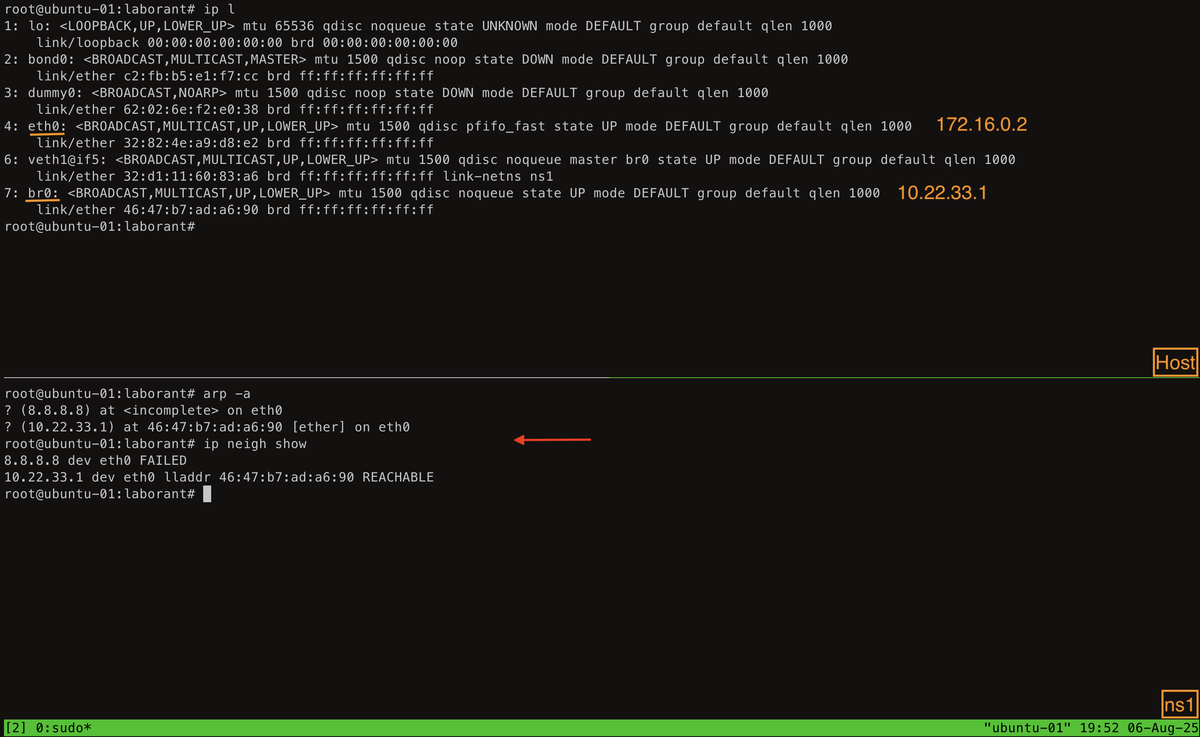 root@ubuntu-01:laborant# ip l
1: lo: <LOOPBACK,UP,LOWER_UP> mtu 65536 qdisc noqueue state UNKNOWN mode DEFAULT group default qlen 1000
    link/loopback 00:00:00:00:00:00 brd 00:00:00:00:00:00
2: bond0: <BROADCAST,MULTICAST,MASTER> mtu 1500 qdisc noop state DOWN mode DEFAULT group default qlen 1000
    link/ether c2:fb:b5:e1:f7:cc brd ff:ff:ff:ff:ff:ff
3: dummy0: <BROADCAST,NOARP> mtu 1500 qdisc noop state DOWN mode DEFAULT group default qlen 1000
    link/ether 62:02:6e:f2:e0:38 brd ff:ff:ff:ff:ff:ff
4: eth0: <BROADCAST,MULTICAST,UP,LOWER_UP> mtu 1500 qdisc pfifo_fast state UP mode DEFAULT group default qlen 1000 172.16.0.2
    link/ether 32:82:4e:a9:d8:e2 brd ff:ff:ff:ff:ff:ff
6: veth1@if5: <BROADCAST,MULTICAST,UP,LOWER_UP> mtu 1500 qdisc noqueue master br0 state UP mode DEFAULT group default qlen 1000
    link/ether 32:d1:11:60:83:a6 brd ff:ff:ff:ff:ff:ff link-netns ns1
7: br0: <BROADCAST,MULTICAST,UP,LOWER_UP> mtu 1500 qdisc noqueue state UP mode DEFAULT group default qlen 1000 10.22.33.1
    link/ether 46:47:b7:ad:a6:90 brd ff:ff:ff:ff:ff:ff
root@ubuntu-01:laborant#
Host
root@ubuntu-01:laborant# arp -a
? (8.8.8.8) at <incomplete> on eth0
? (10.22.33.1) at 46:47:b7:ad:a6:90 [ether] on eth0
root@ubuntu-01:laborant# ip neigh show
8.8.8.8 dev eth0 FAILED
10.22.33.1 dev eth0 lladdr 46:47:b7:ad:a6:90 REACHABLE
root@ubuntu-01:laborant#
ns1
[2] 0:sudo* "ubuntu-01" 19:52 06-Aug-25